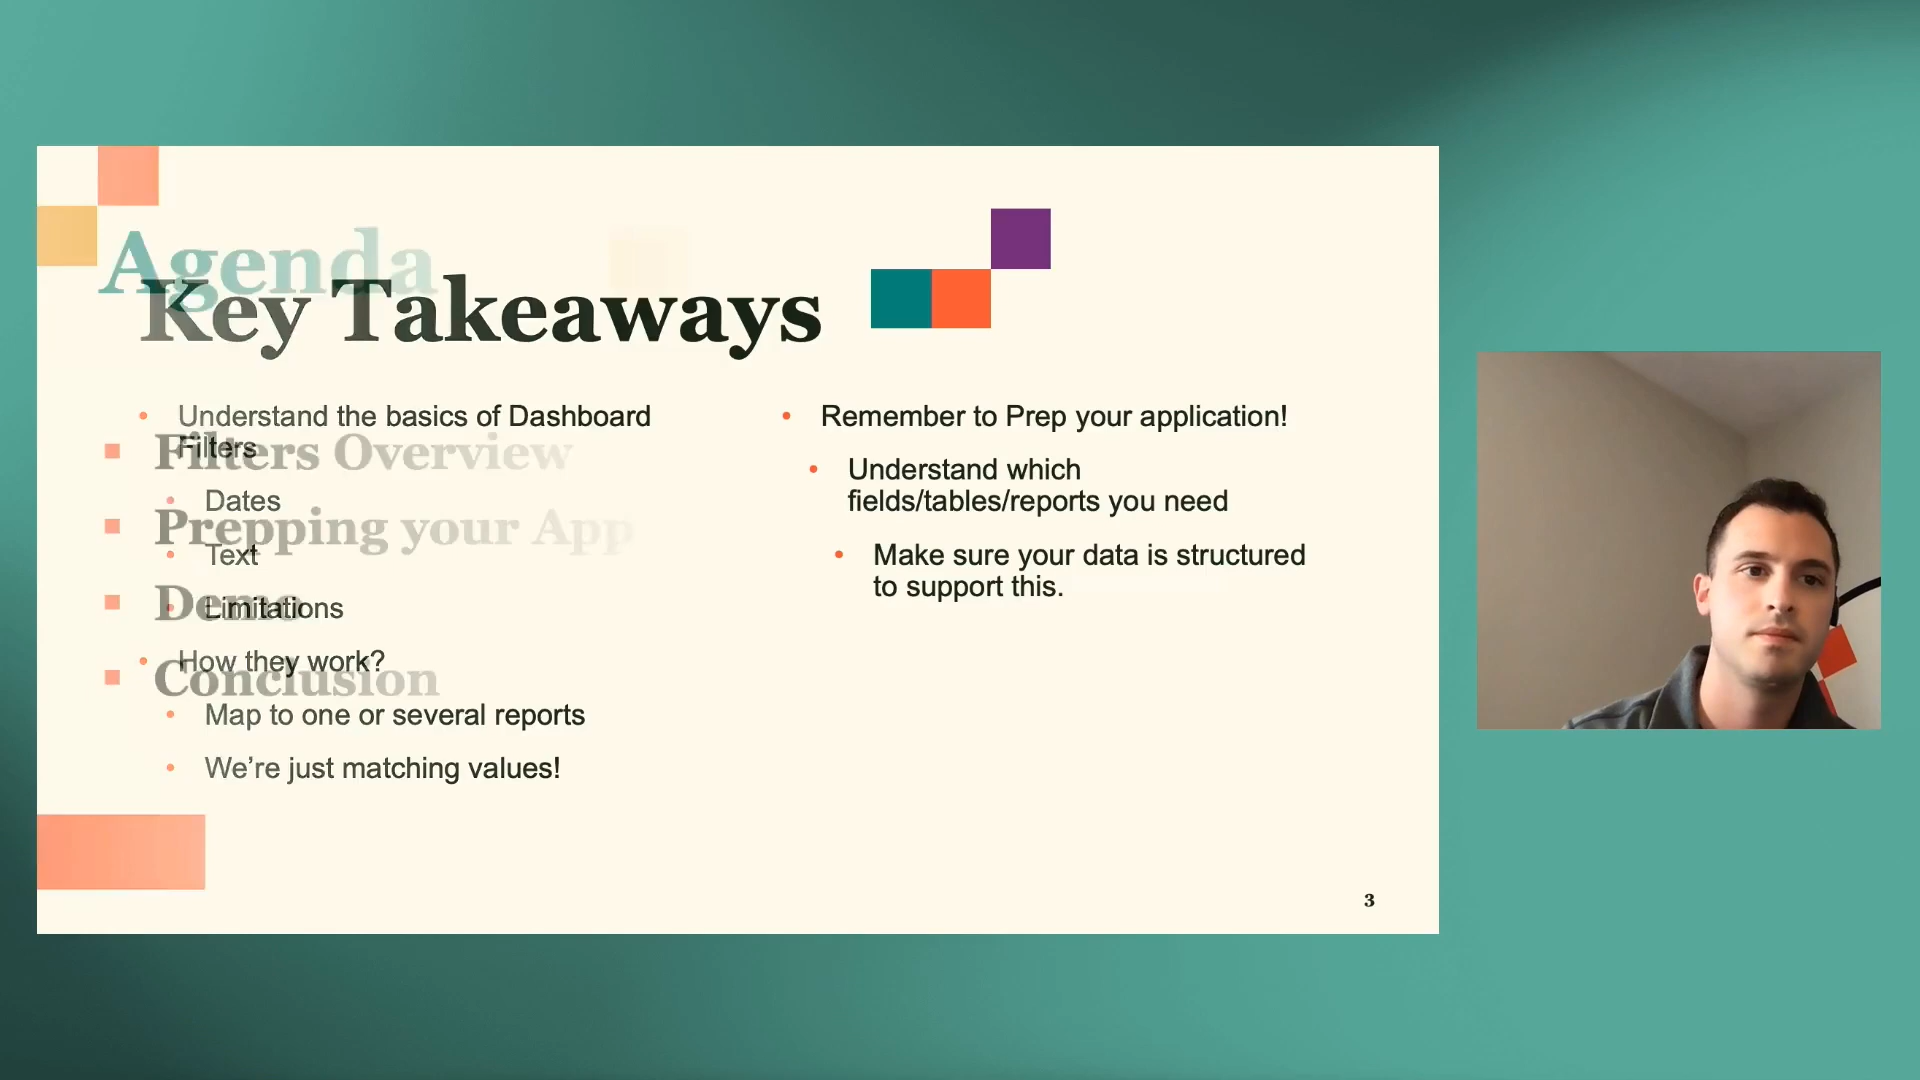 Agenda
Key Takeaways
Understand the basics of Dashboard
Filters
Dates
Text
Limitations
How they work?
Map to one or several reports
We’re just matching values!
Filters Overview
Prepping your App
Demo
Conclusion
Remember to Prep your application!
Understand which
fields/tables/reports you need
Make sure your data is structured
to support this.
3